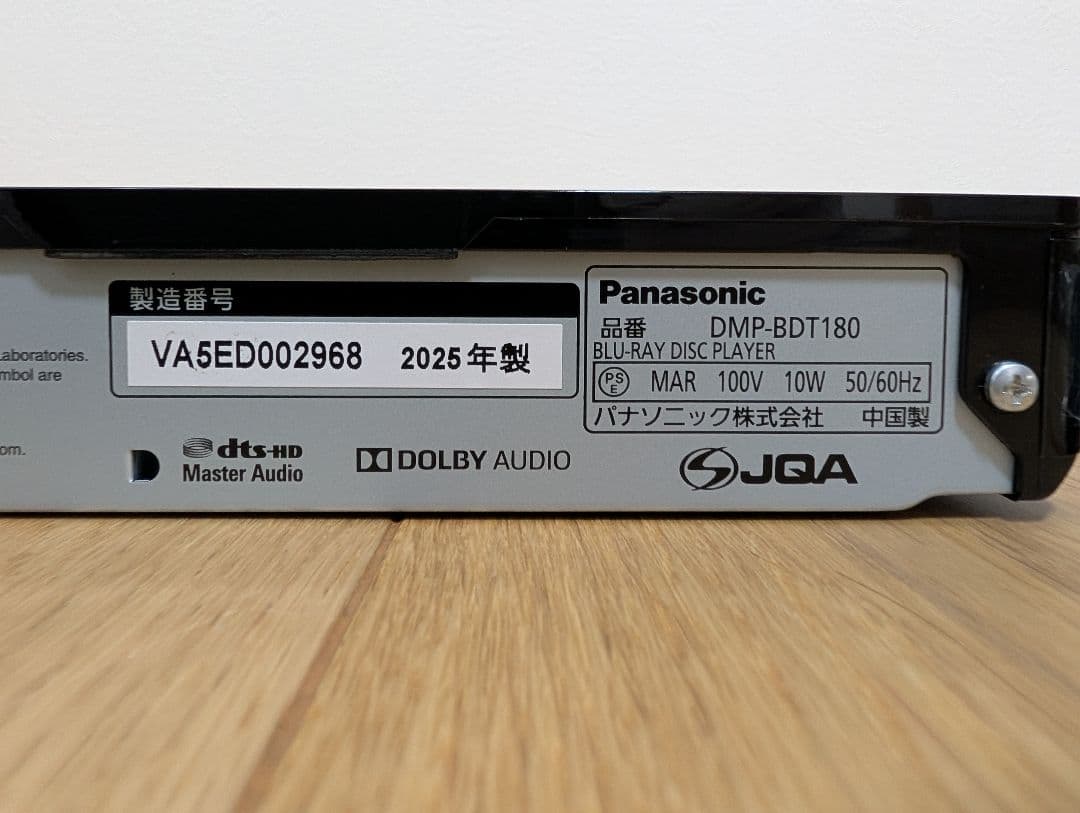 aboratories.
mbol are
om.
製造番号
VA5ED002968 2025年製
Panasonic
品番 DMP-BDT180
BLU-RAY DISC PLAYER
PS E MAR 100V 10W 50/60Hz
パナソニック株式会社 中国製
dts-HD
Master Audio
DOLBY AUDIO
JQA